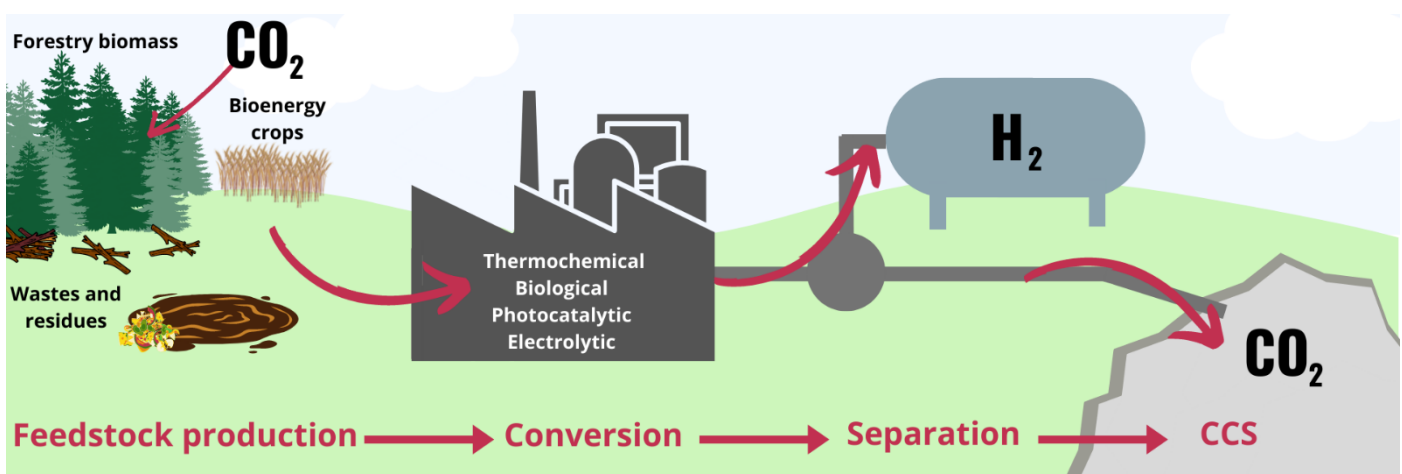 Forestry biomass
CO₂
Bioenergy
crops
Wastes and
residues
Thermochemical
Biological
Photocatalytic
Electrolytic
H₂
CO₂
Feedstock production
Conversion
Separation
CCS